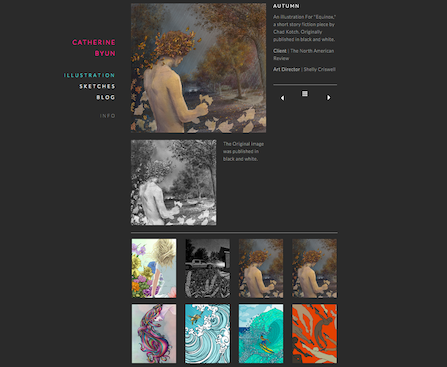 CATHERINE
BYUN
ILLUSTRATION
SKETCHES
BLOG
INFO
AUTUMN
An Illustration For "Equinox,"
a short story fiction piece by
Chad Kotch. Originally
published in black and white.
Client | The North American
Review
Art Director | Shelly Criswell
The Original image
was published in
black and white.